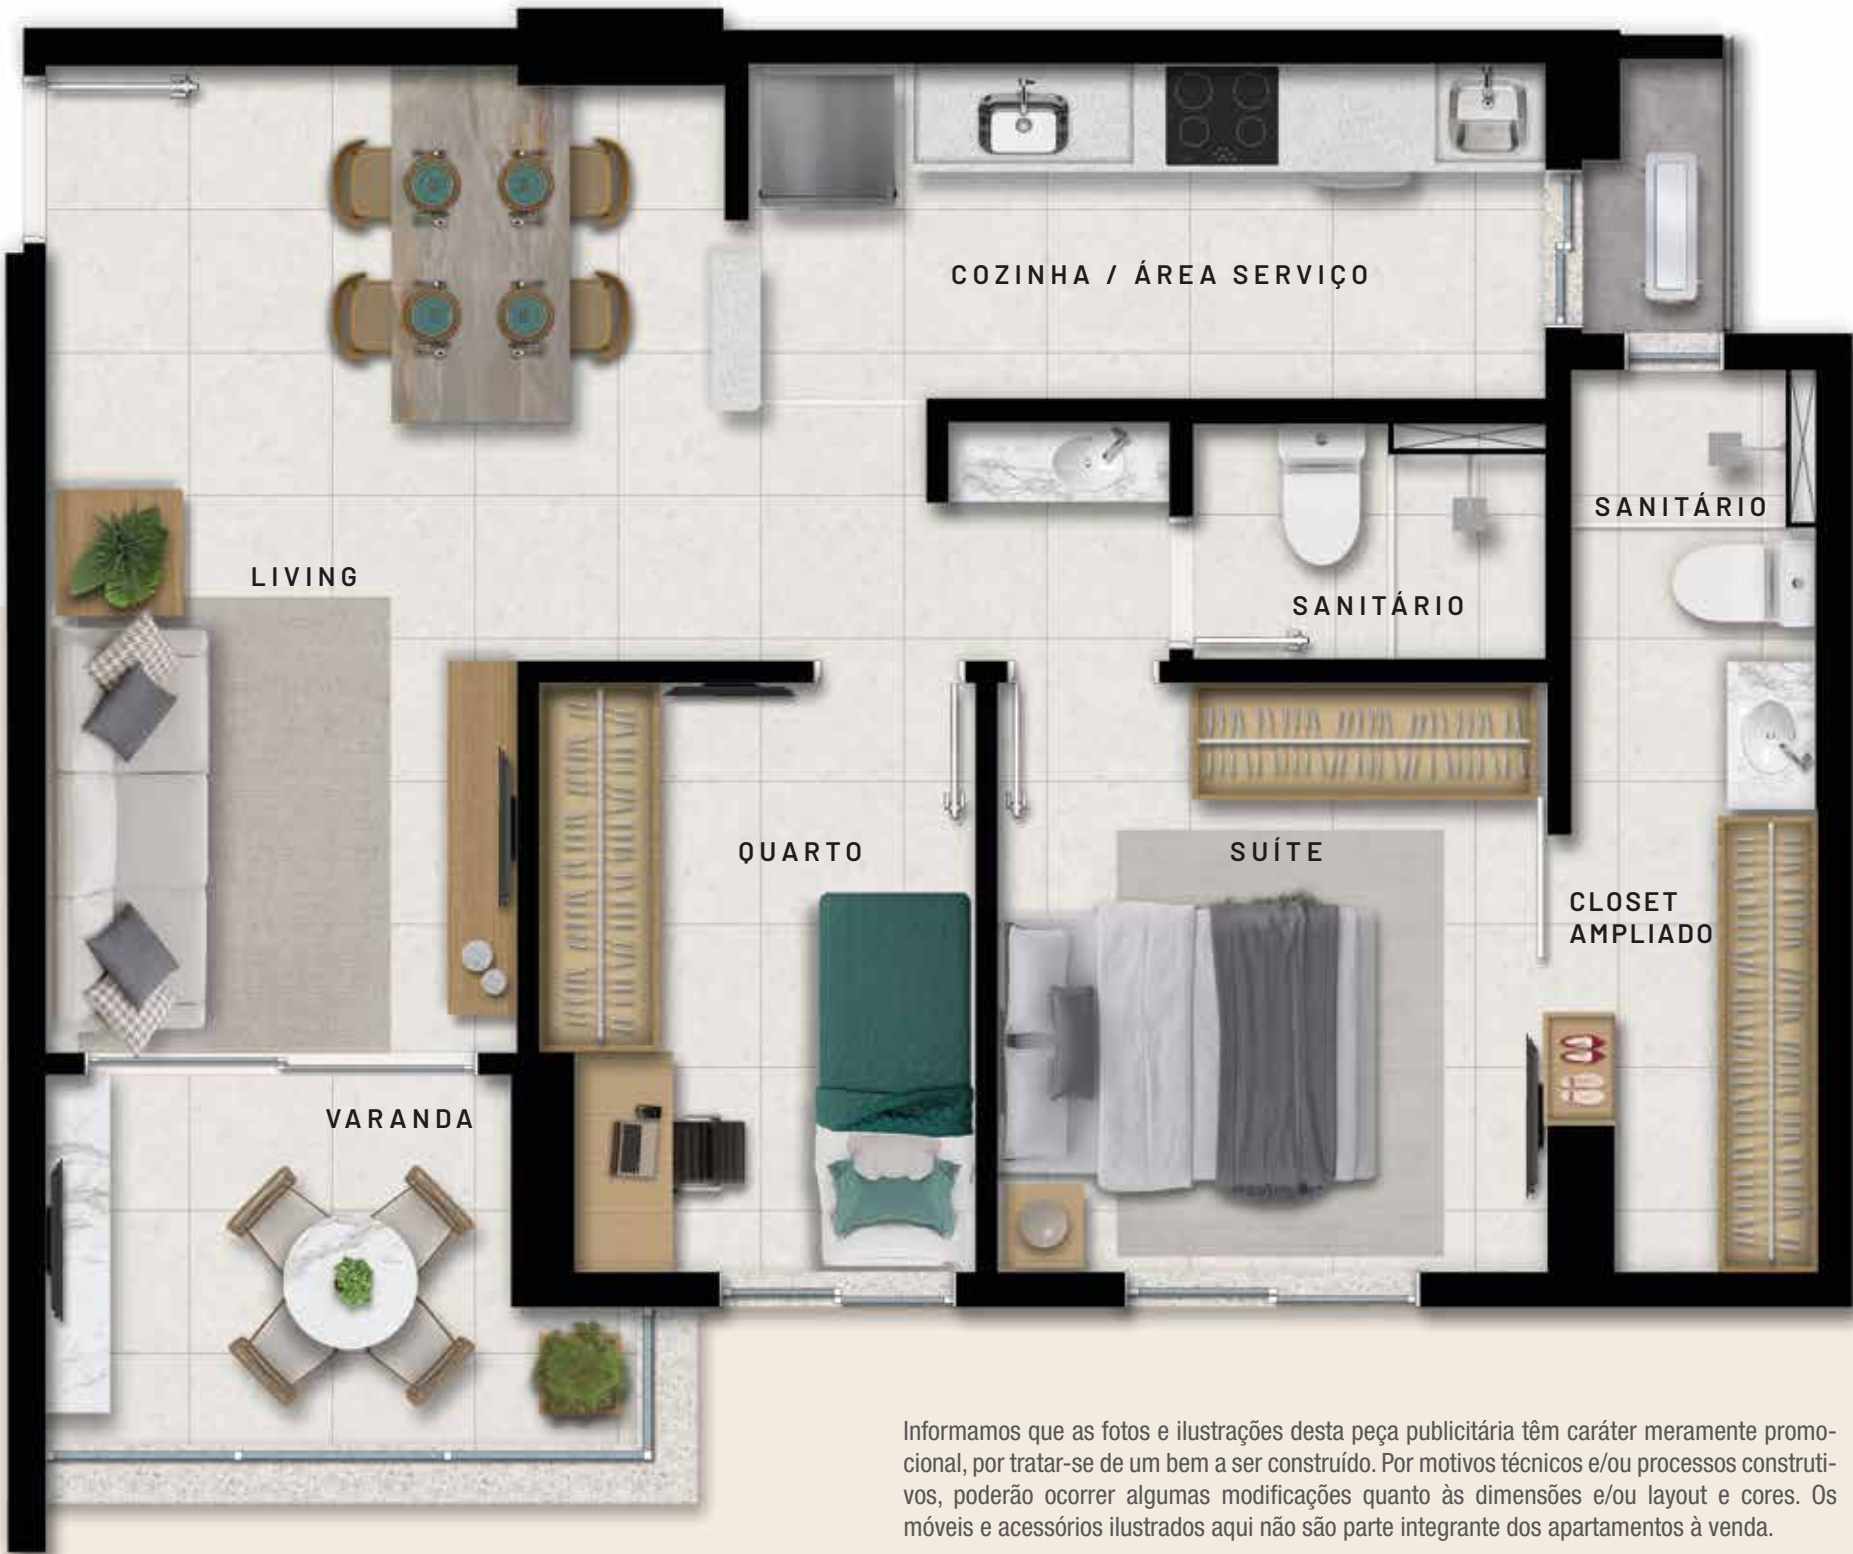 COZINHA / ÁREA SERVIÇO
SANITÁRIO
LIVING
SANITÁRIO
QUARTO
SUÍTE
CLOSET
AMPLIADO
VARANDA
Informamos que as fotos e ilustrações desta peça publicitária têm caráter meramente promo-
cional, por tratar-se de um bem a ser construído. Por motivos técnicos e/ou processos construti-
vos, poderão ocorrer algumas modificações quanto às dimensões e/ou layout e cores. Os
móveis e acessórios ilustrados aqui não são parte integrante dos apartamentos à venda.